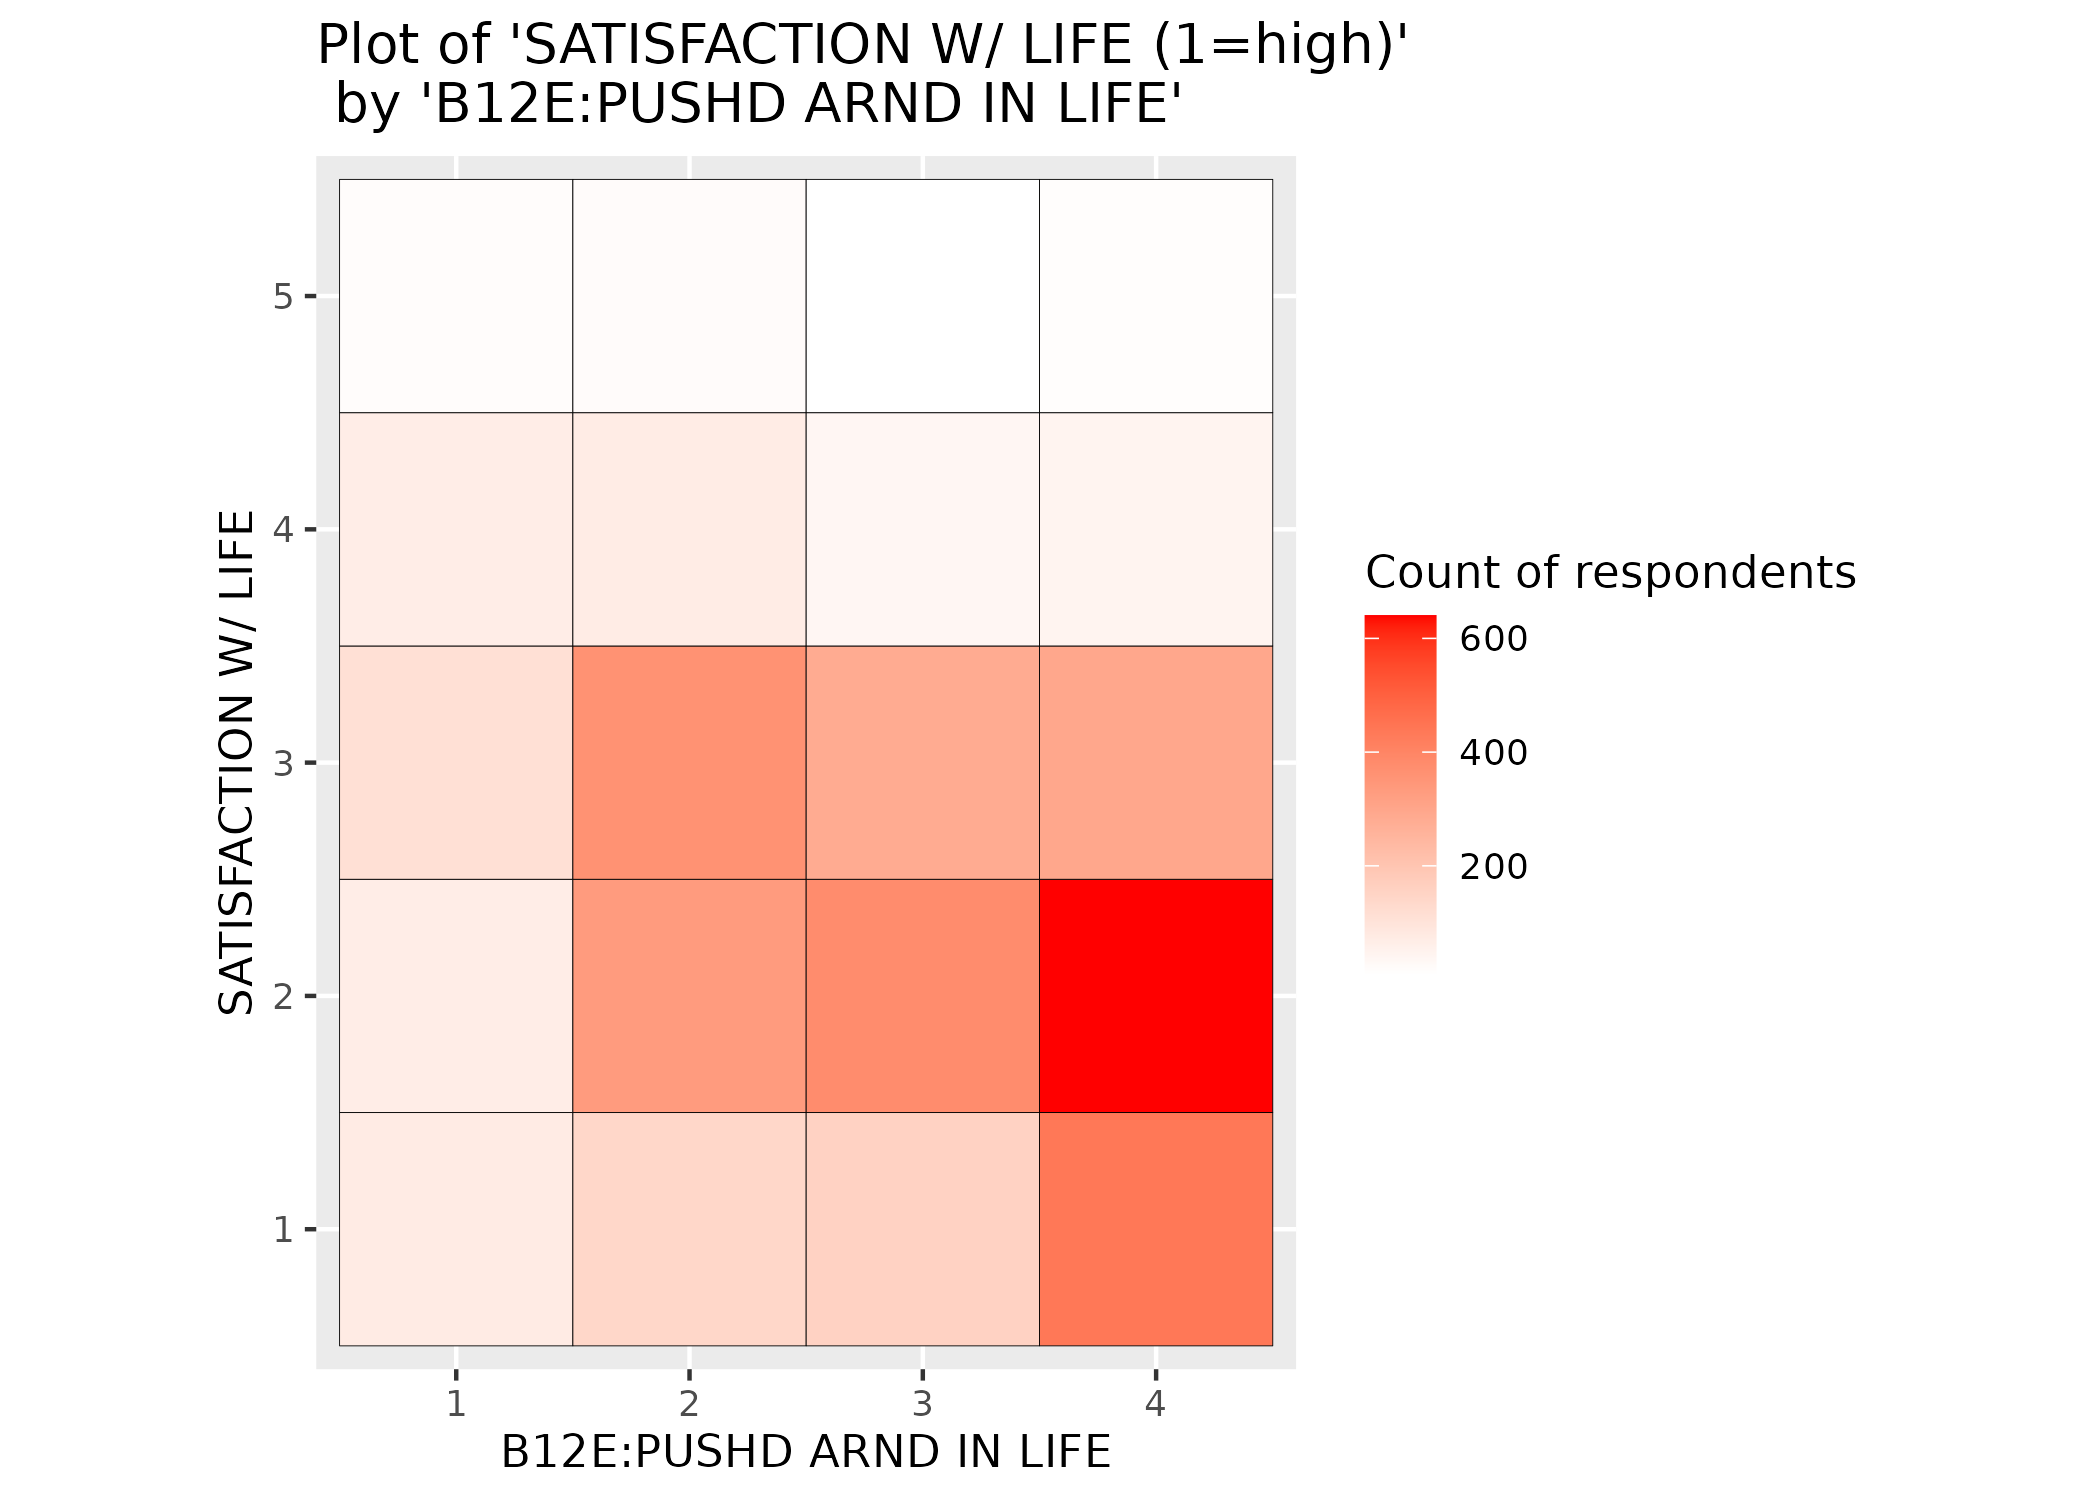 Plot of 'SATISFACTION W/ LIFE (1=high)'
by 'B12E:PUSHD ARND IN LIFE'
SATISFACTION W/ LIFE
5
4
3
2
1
1 2 3 4
B12E:PUSHD ARND IN LIFE
Count of respondents
600
400
200